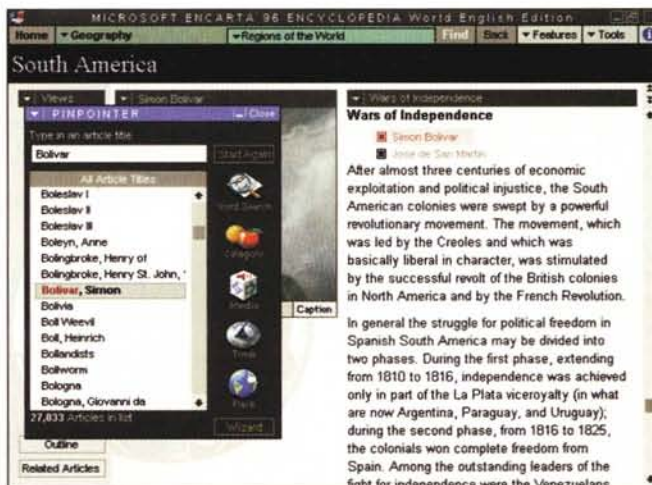 MICROSOFT ENCARTA 96 ENCYCLOPEDIA World English Edition
Home Geography Regions of the World Find Back Features Tools
South America
Views Simon Bolivar
PINPOINTER Close
Type in an article title
Bolivar Start Again
All Article Titles
Boleslav I
Boleslav II
Boleslav III
Boleyn, Anne
Bolingbroke, Henry of
Bolingbroke, Henry St. John,
Bolivar, Simon
Bolivia
Boll Weevil
Boll, Heinrich
Bollandists
Bollworm
Bologna
Bologna, Giovanni da
27,033 Articles in list
Word Search
Category
Media
Time
Place
Wizard
Caption
Outline
Related Articles
Wars of Independence
Wars of Independence
Simon Bolivar
Jose de San Martin
After almost three centuries of economic
exploitation and political injustice, the South
American colonies were swept by a powerful
revolutionary movement. The movement, which
was led by the Creoles and which was
basically liberal in character, was stimulated
by the successful revolt of the British colonies
in North America and by the French Revolution.
In general the struggle for political freedom in
Spanish South America may be divided into
two phases. During the first phase, extending
from 1810 to 1816, independence was achieved
only in part of the La Plata viceroyalty (in what
are now Argentina, Paraguay, and Uruguay);
during the second phase, from 1816 to 1825,
the colonials won complete freedom from
Spain. Among the outstanding leaders of the
fight for independence were the Venezuelans